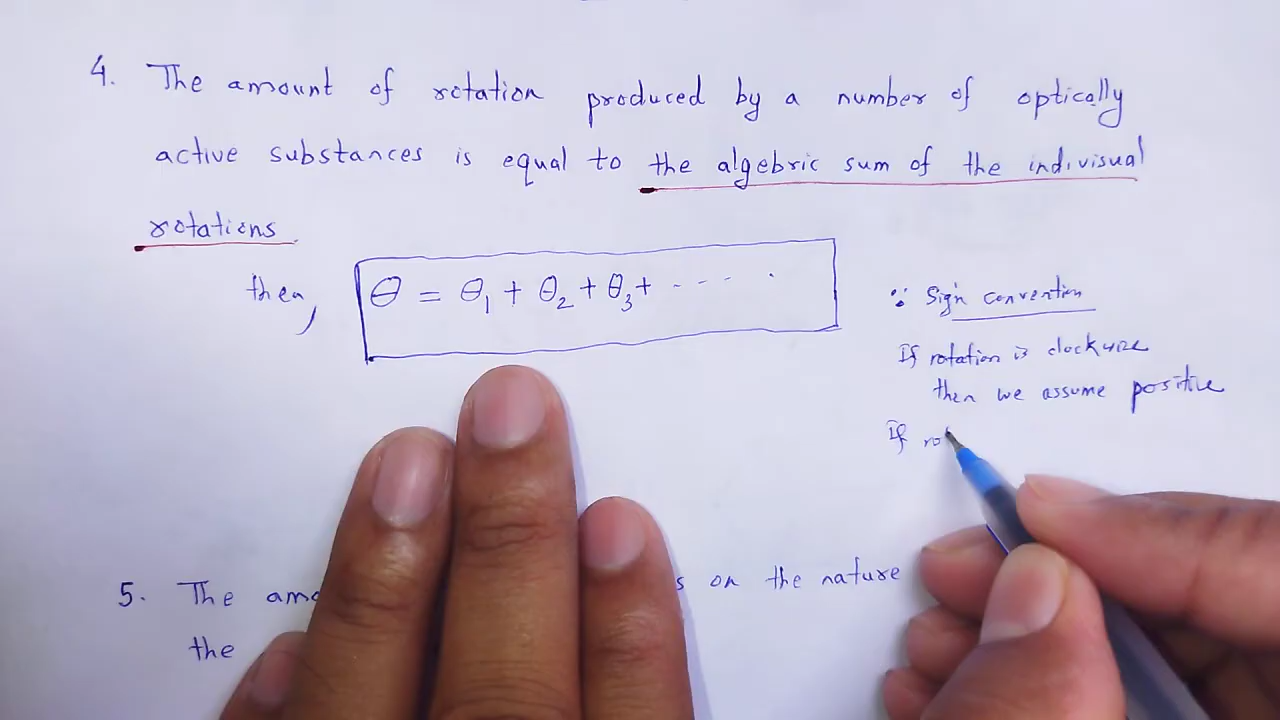 4. The amount of rotation produced by a number of optically
active substances is equal to the algebric sum of the indivisual
rotations.
then, θ = θ₁ + θ₂ + θ₃ + - - - - .
∵ Sign convention
If rotation is clockwise
then we assume positive
If rot
5. The amo s on the nature
the